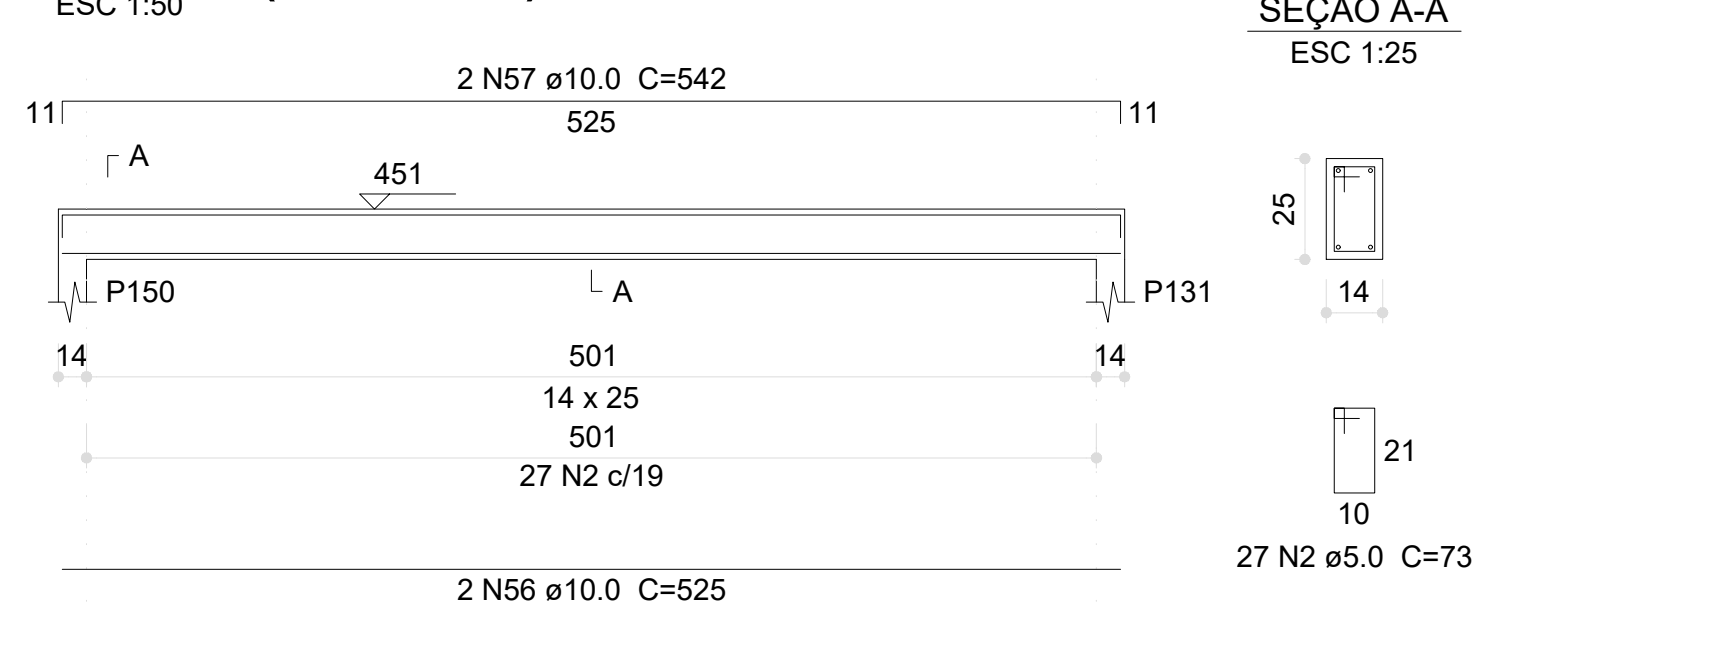 ESC 1:50
SEÇÃO A-A
ESC 1:25
2 N57 ø10.0 C=542
11
525
11
A
451
A
P150
P131
14
501
14
14 x 25
501
27 N2 c/19
2 N56 ø10.0 C=525
25
14
21
10
27 N2 ø5.0 C=73